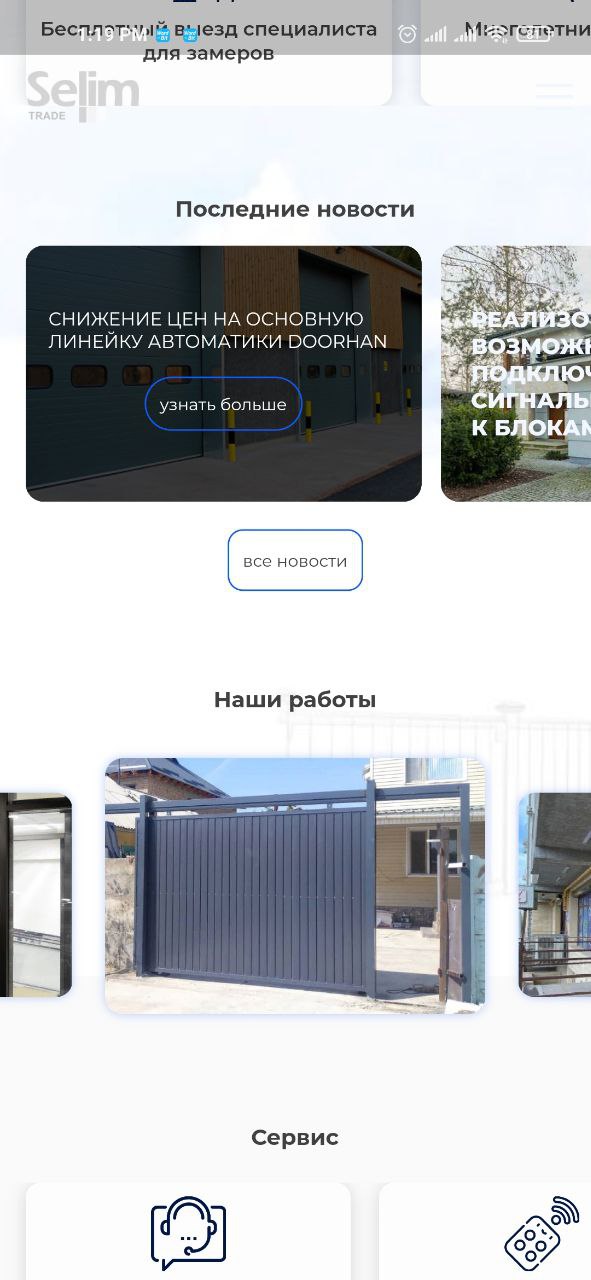 Бесплатный выезд специалиста
для замеров
1:19 PM
81
Selim
TRADE
Последние новости
СНИЖЕНИЕ ЦЕН НА ОСНОВНУЮ
ЛИНЕЙКУ АВТОМАТИКИ DOORHAN
узнать больше
РЕАЛИЗО
ВОЗМОЖ
ПОДКЛЮЧ
СИГНАЛЬ
К БЛОКАМ
все новости
Наши работы
Сервис